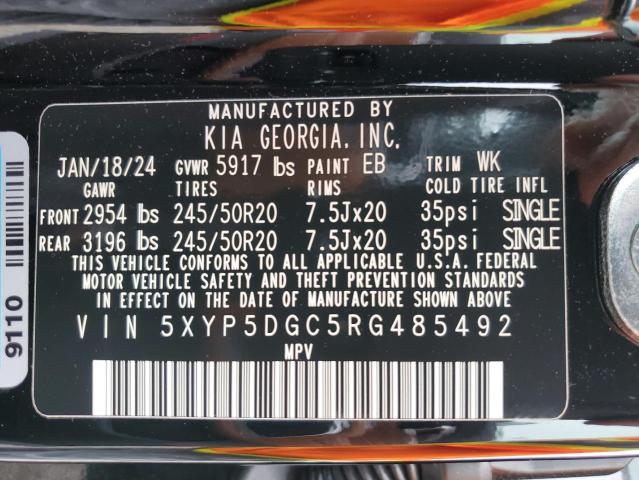 MANUFACTURED BY
KIA GEORGIA, INC.
JAN/18/24 GVWR 5917 lbs PAINT EB TRIM WK
GAWR TIRES RIMS COLD TIRE INFL
FRONT 2954 lbs 245/50R20 7.5Jx20 35psi SINGLE
REAR 3196 lbs 245/50R20 7.5Jx20 35psi SINGLE
THIS VEHICLE CONFORMS TO ALL APPLICABLE U.S.A. FEDERAL
MOTOR VEHICLE SAFETY AND THEFT PREVENTION STANDARDS
IN EFFECT ON THE DATE OF MANUFACTURE SHOWN ABOVE
VIN 5XYP5DGC5RG485492
MPV
9110